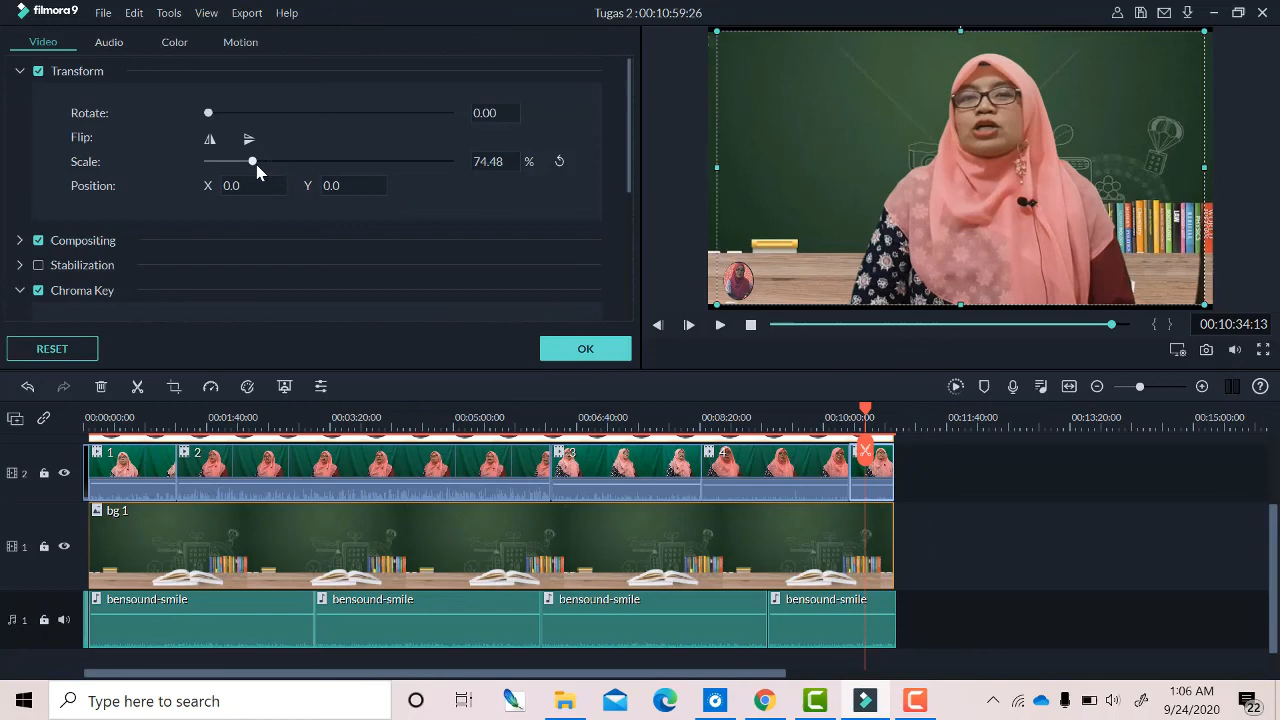 filmora9 File Edit Tools View Export Help Tugas 2 : 00:10:59:26
Video Audio Color Motion
Transform
Rotate: 0.00
Flip:
Scale: 74.48 %
Position: X 0.0 Y 0.0
Compositing
Stabilization
Chroma Key
RESET OK
00:10:34:13
00:00:00:00 00:01:40:00 00:03:20:00 00:05:00:00 00:06:40:00 00:08:20:00 00:10:00:00 00:11:40:00 00:13:20:00 00:15:00:00
2 1 2 3 4
1 bg 1
1 bensound-smile bensound-smile bensound-smile bensound-smile
Type here to search
1:06 AM
9/24/2020
22